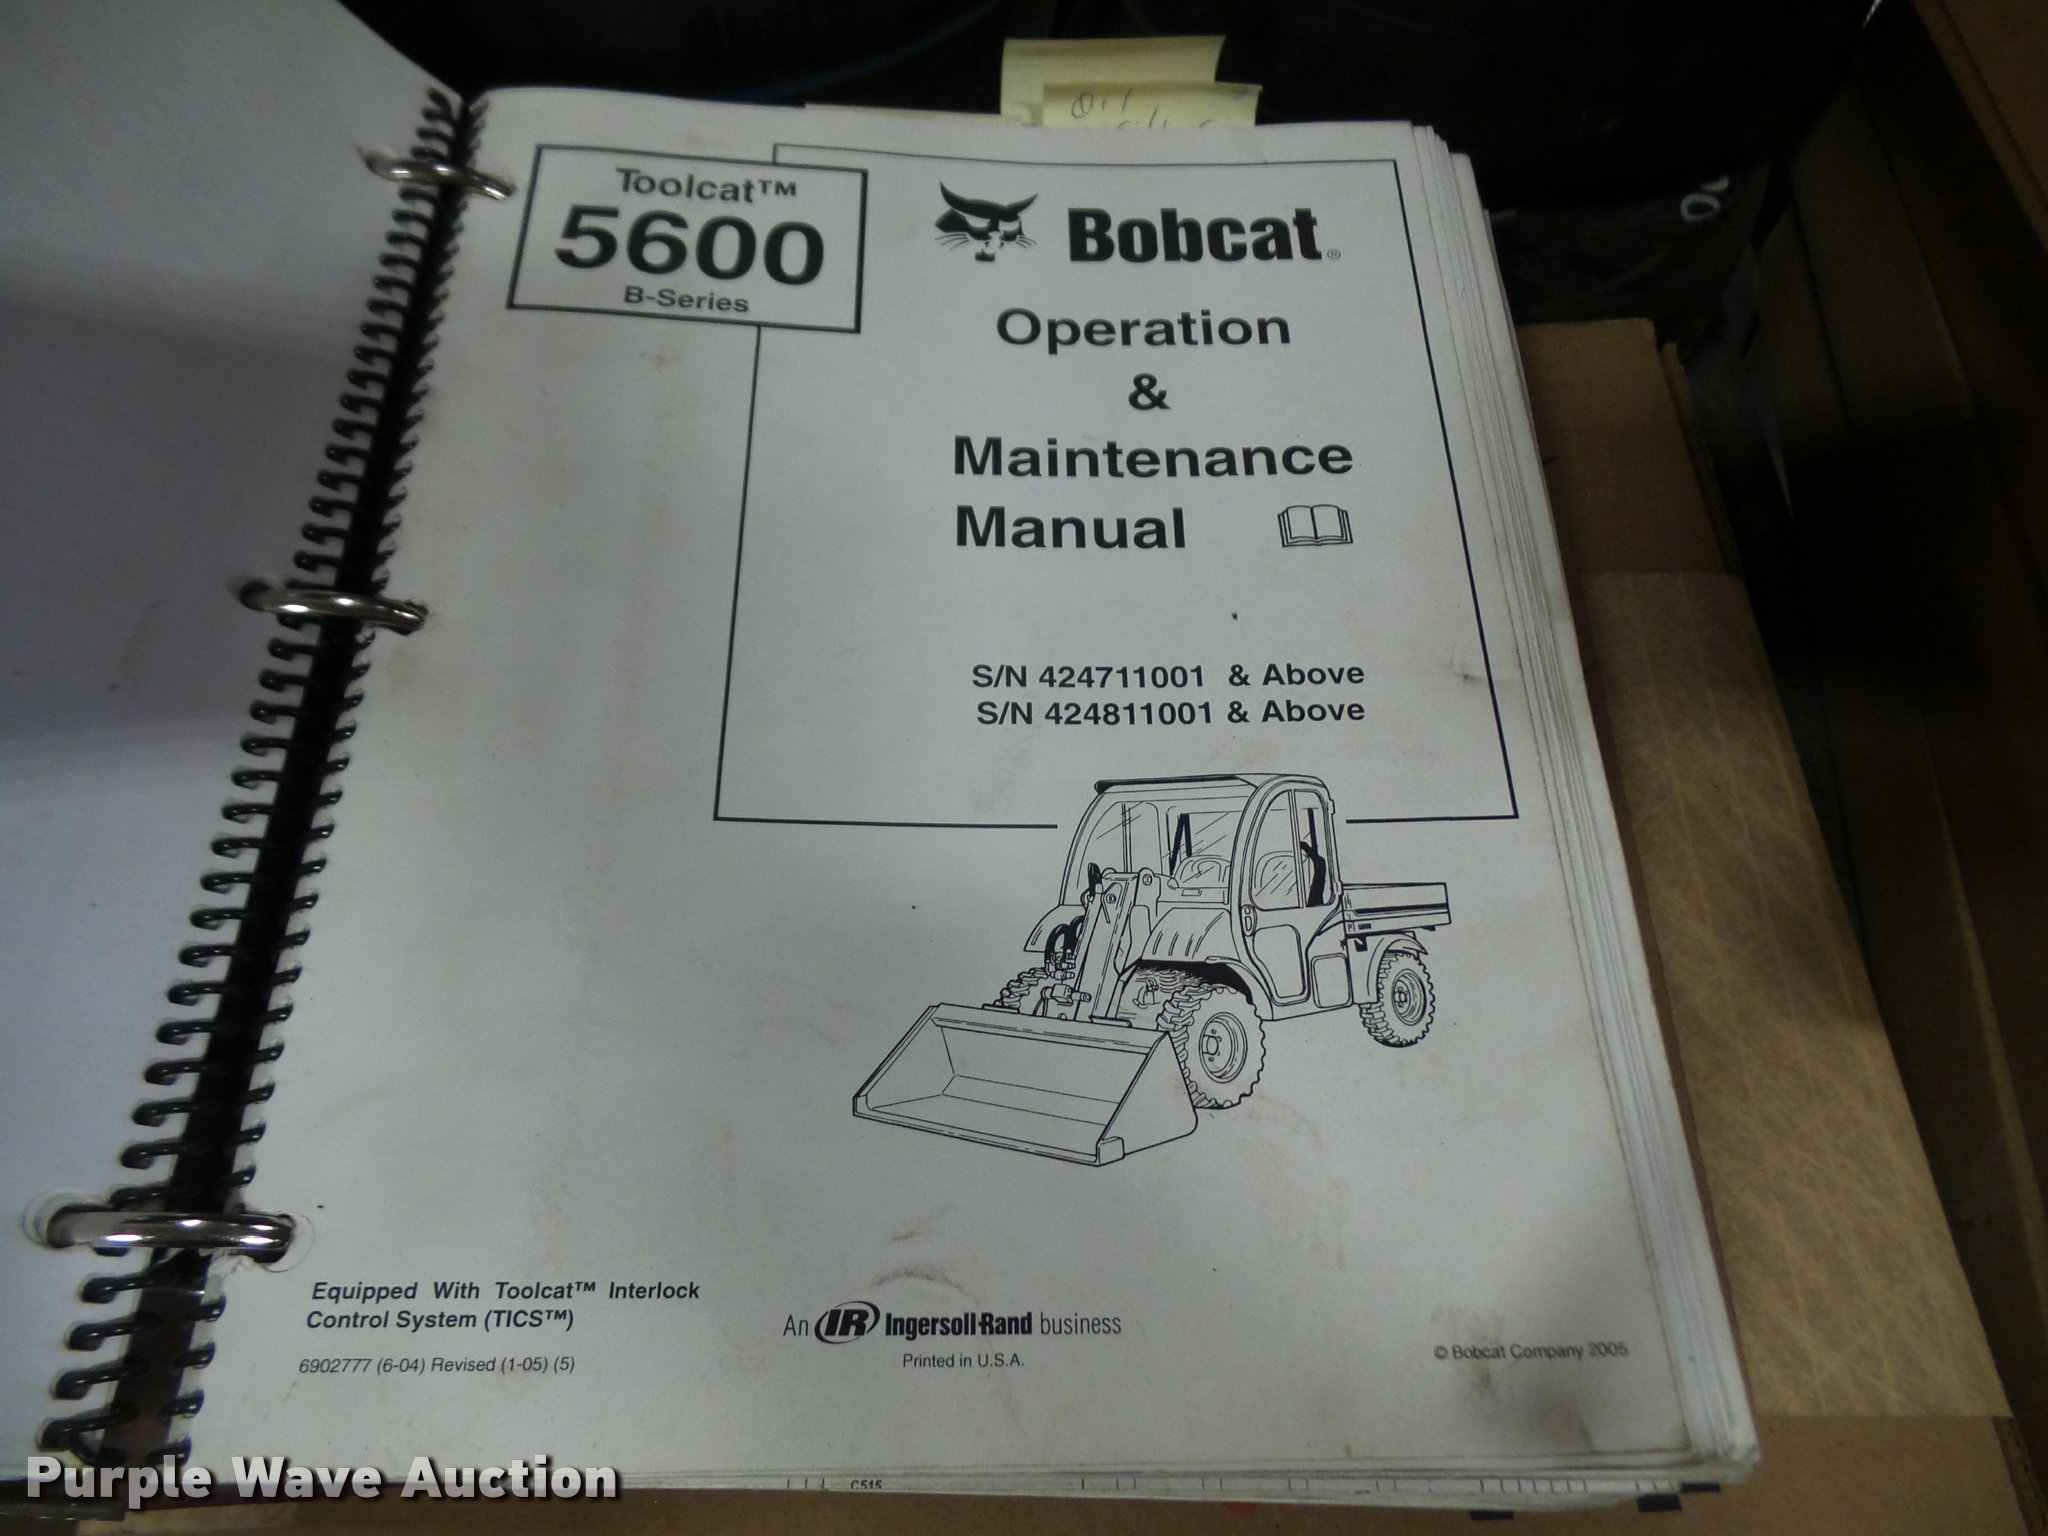 Oil
Toolcat™
5600
B-Series
Bobcat®
Operation
&
Maintenance
Manual
S/N 424711001 & Above
S/N 424811001 & Above
Equipped With Toolcat™ Interlock
Control System (TICS™)
6902777 (6-04) Revised (1-05) (5)
An IR Ingersoll-Rand business
Printed in U.S.A.
© Bobcat Company 2005
C515
Purple Wave Auction